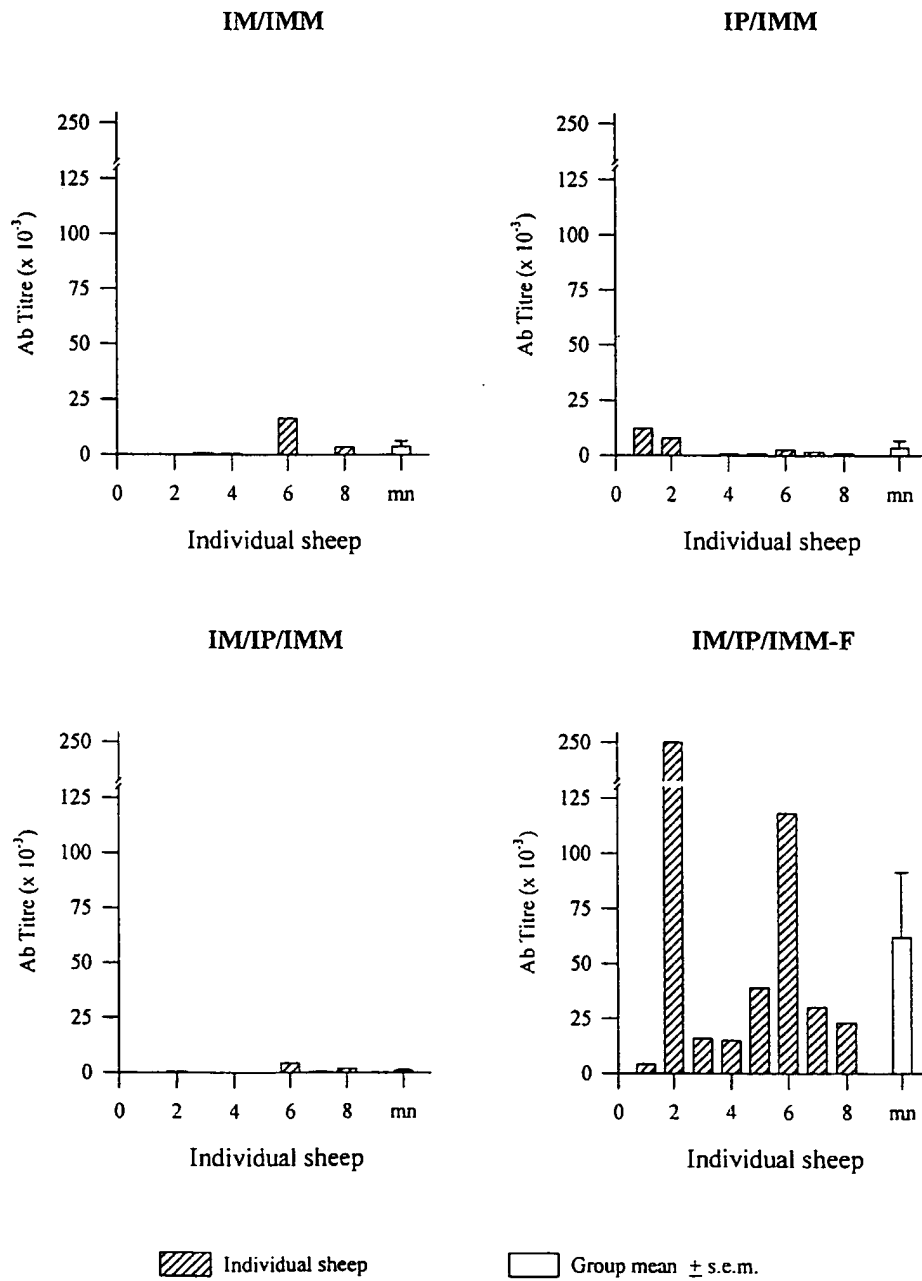 IM/IMM
250
125
100
75
50
25
0
Ab Titre (x 10-3)
0 2 4 6 8 mn
Individual sheep
IP/IMM
250
125
100
75
50
25
0
Ab Titre (x 10-3)
0 2 4 6 8 mn
Individual sheep
IM/IP/IMM
250
125
100
75
50
25
0
Ab Titre (x 10-3)
0 2 4 6 8 mn
Individual sheep
IM/IP/IMM-F
250
125
100
75
50
25
0
Ab Titre (x 10-3)
0 2 4 6 8 mn
Individual sheep
Individual sheep
Group mean ± s.e.m.